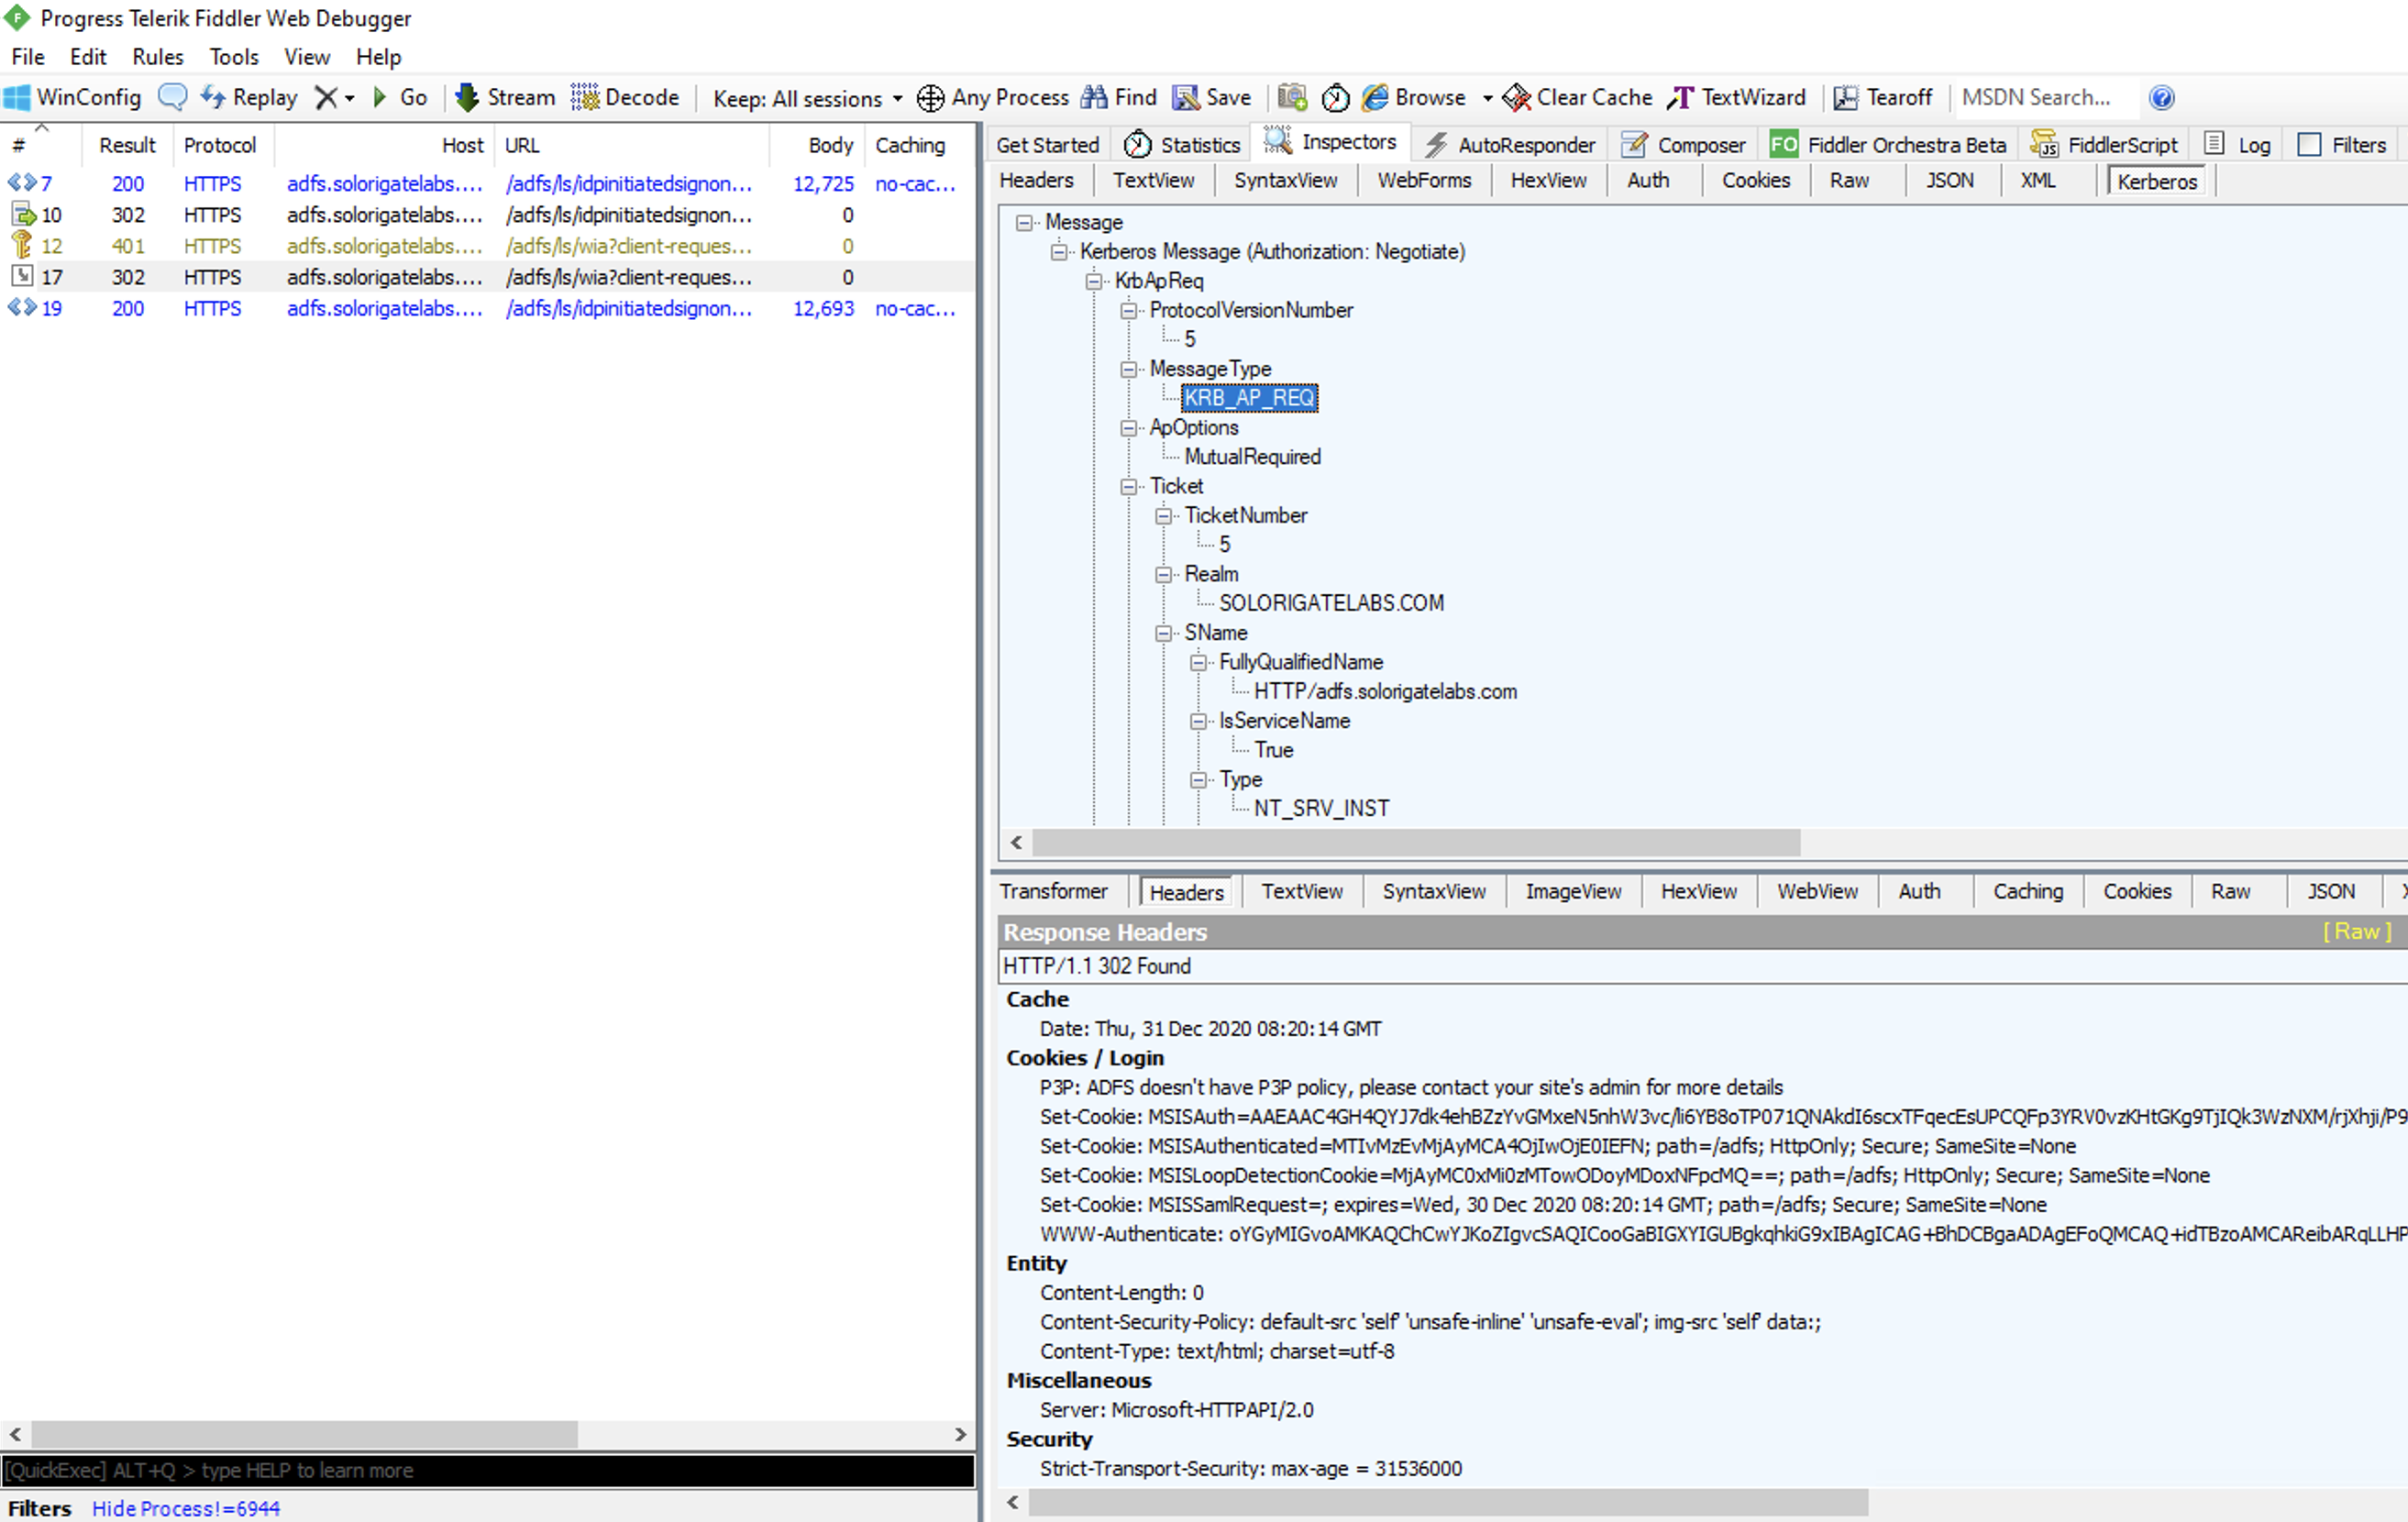 Progress Telerik Fiddler Web Debugger
File Edit Rules Tools View Help
WinConfig Replay Go Stream Decode Keep: All sessions Any Process Find Save Browse Clear Cache TextWizard Tearoff MSDN Search...
# Result Protocol Host URL Body Caching
7 200 HTTPS adfs.solorigatelabs.... /adfs/ls/idpinitiatedsignon... 12,725 no-cac...
10 302 HTTPS adfs.solorigatelabs.... /adfs/ls/idpinitiatedsignon... 0
12 401 HTTPS adfs.solorigatelabs.... /adfs/ls/wia?client-reques... 0
17 302 HTTPS adfs.solorigatelabs.... /adfs/ls/wia?client-reques... 0
19 200 HTTPS adfs.solorigatelabs.... /adfs/ls/idpinitiatedsignon... 12,693 no-cac...
[QuickExec] ALT+Q > type HELP to learn more
Filters Hide Process!=6944
Get Started Statistics Inspectors AutoResponder Composer FO Fiddler Orchestra Beta JS FiddlerScript Log Filters
Headers TextView SyntaxView WebForms HexView Auth Cookies Raw JSON XML Kerberos
Message
Kerberos Message (Authorization: Negotiate)
KrbApReq
ProtocolVersionNumber
5
MessageType
KRB_AP_REQ
ApOptions
MutualRequired
Ticket
TicketNumber
5
Realm
SOLORIGATELABS.COM
SName
FullyQualifiedName
HTTP/adfs.solorigatelabs.com
IsServiceName
True
Type
NT_SRV_INST
Transformer Headers TextView SyntaxView ImageView HexView WebView Auth Caching Cookies Raw JSON
Response Headers [ Raw ]
HTTP/1.1 302 Found
Cache
Date: Thu, 31 Dec 2020 08:20:14 GMT
Cookies / Login
P3P: ADFS doesn't have P3P policy, please contact your site's admin for more details
Set-Cookie: MSISAuth=AAEAAC4GH4QYJ7dk4ehBZzYvGMxeN5nhW3vc/li6YB8oTP071QNAkdI6scxTFqecEsUPCQFp3YRV0vzKHtGKg9TjIQk3WzNXM/rjXhji/P9
Set-Cookie: MSISAuthenticated=MTIvMzEvMjAyMCA4OjIwOjE0IEFN; path=/adfs; HttpOnly; Secure; SameSite=None
Set-Cookie: MSISLoopDetectionCookie=MjAyMC0xMi0zMTowODoyMDoxNFpcMQ==; path=/adfs; HttpOnly; Secure; SameSite=None
Set-Cookie: MSISSamlRequest=; expires=Wed, 30 Dec 2020 08:20:14 GMT; path=/adfs; Secure; SameSite=None
WWW-Authenticate: oYGyMIGvoAMKAQChCwYJKoZIgvcSAQICooGaBIGXYIGUBgkqhkiG9xIBAgICAG+BhDCBgaADAgEFoQMCAQ+idTBzoAMCAReibARqLLHP
Entity
Content-Length: 0
Content-Security-Policy: default-src 'self' 'unsafe-inline' 'unsafe-eval'; img-src 'self' data:;
Content-Type: text/html; charset=utf-8
Miscellaneous
Server: Microsoft-HTTPAPI/2.0
Security
Strict-Transport-Security: max-age = 31536000